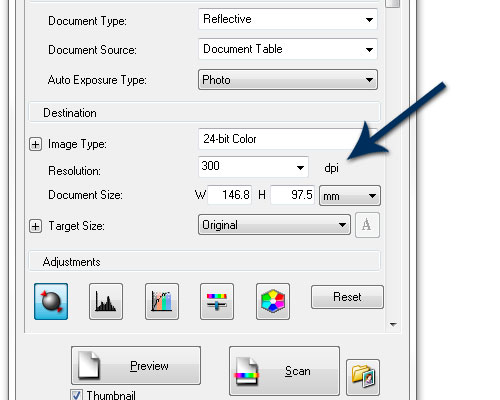 Document Type: Reflective
Document Source: Document Table
Auto Exposure Type: Photo
Destination
Image Type: 24-bit Color
Resolution: 300 dpi
Document Size: W 146.8 H 97.5 mm
Target Size: Original A
Adjustments
Reset
Preview Scan
Thumbnail